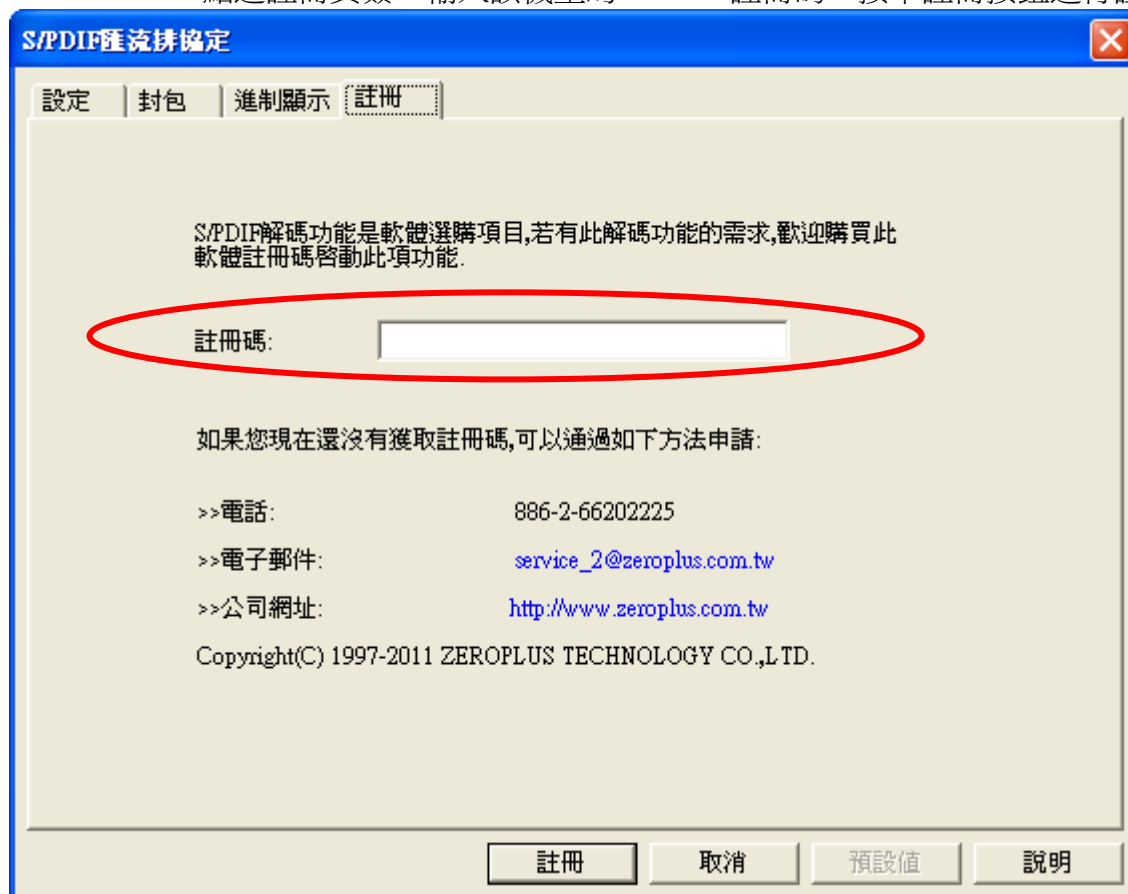 S/PDIF匯流排協定
設定 封包 進制顯示 註冊
S/PDIF解碼功能是軟體選購項目,若有此解碼功能的需求,歡迎購買此
軟體註冊碼啓動此項功能.
註冊碼:
如果您現在還沒有獲取註冊碼,可以通過如下方法申請:
>>電話: 886-2-66202225
>>電子郵件: service_2@zeroplus.com.tw
>>公司網址: http://www.zeroplus.com.tw
Copyright(C) 1997-2011 ZEROPLUS TECHNOLOGY CO.,LTD.
註冊 取消 預設值 說明